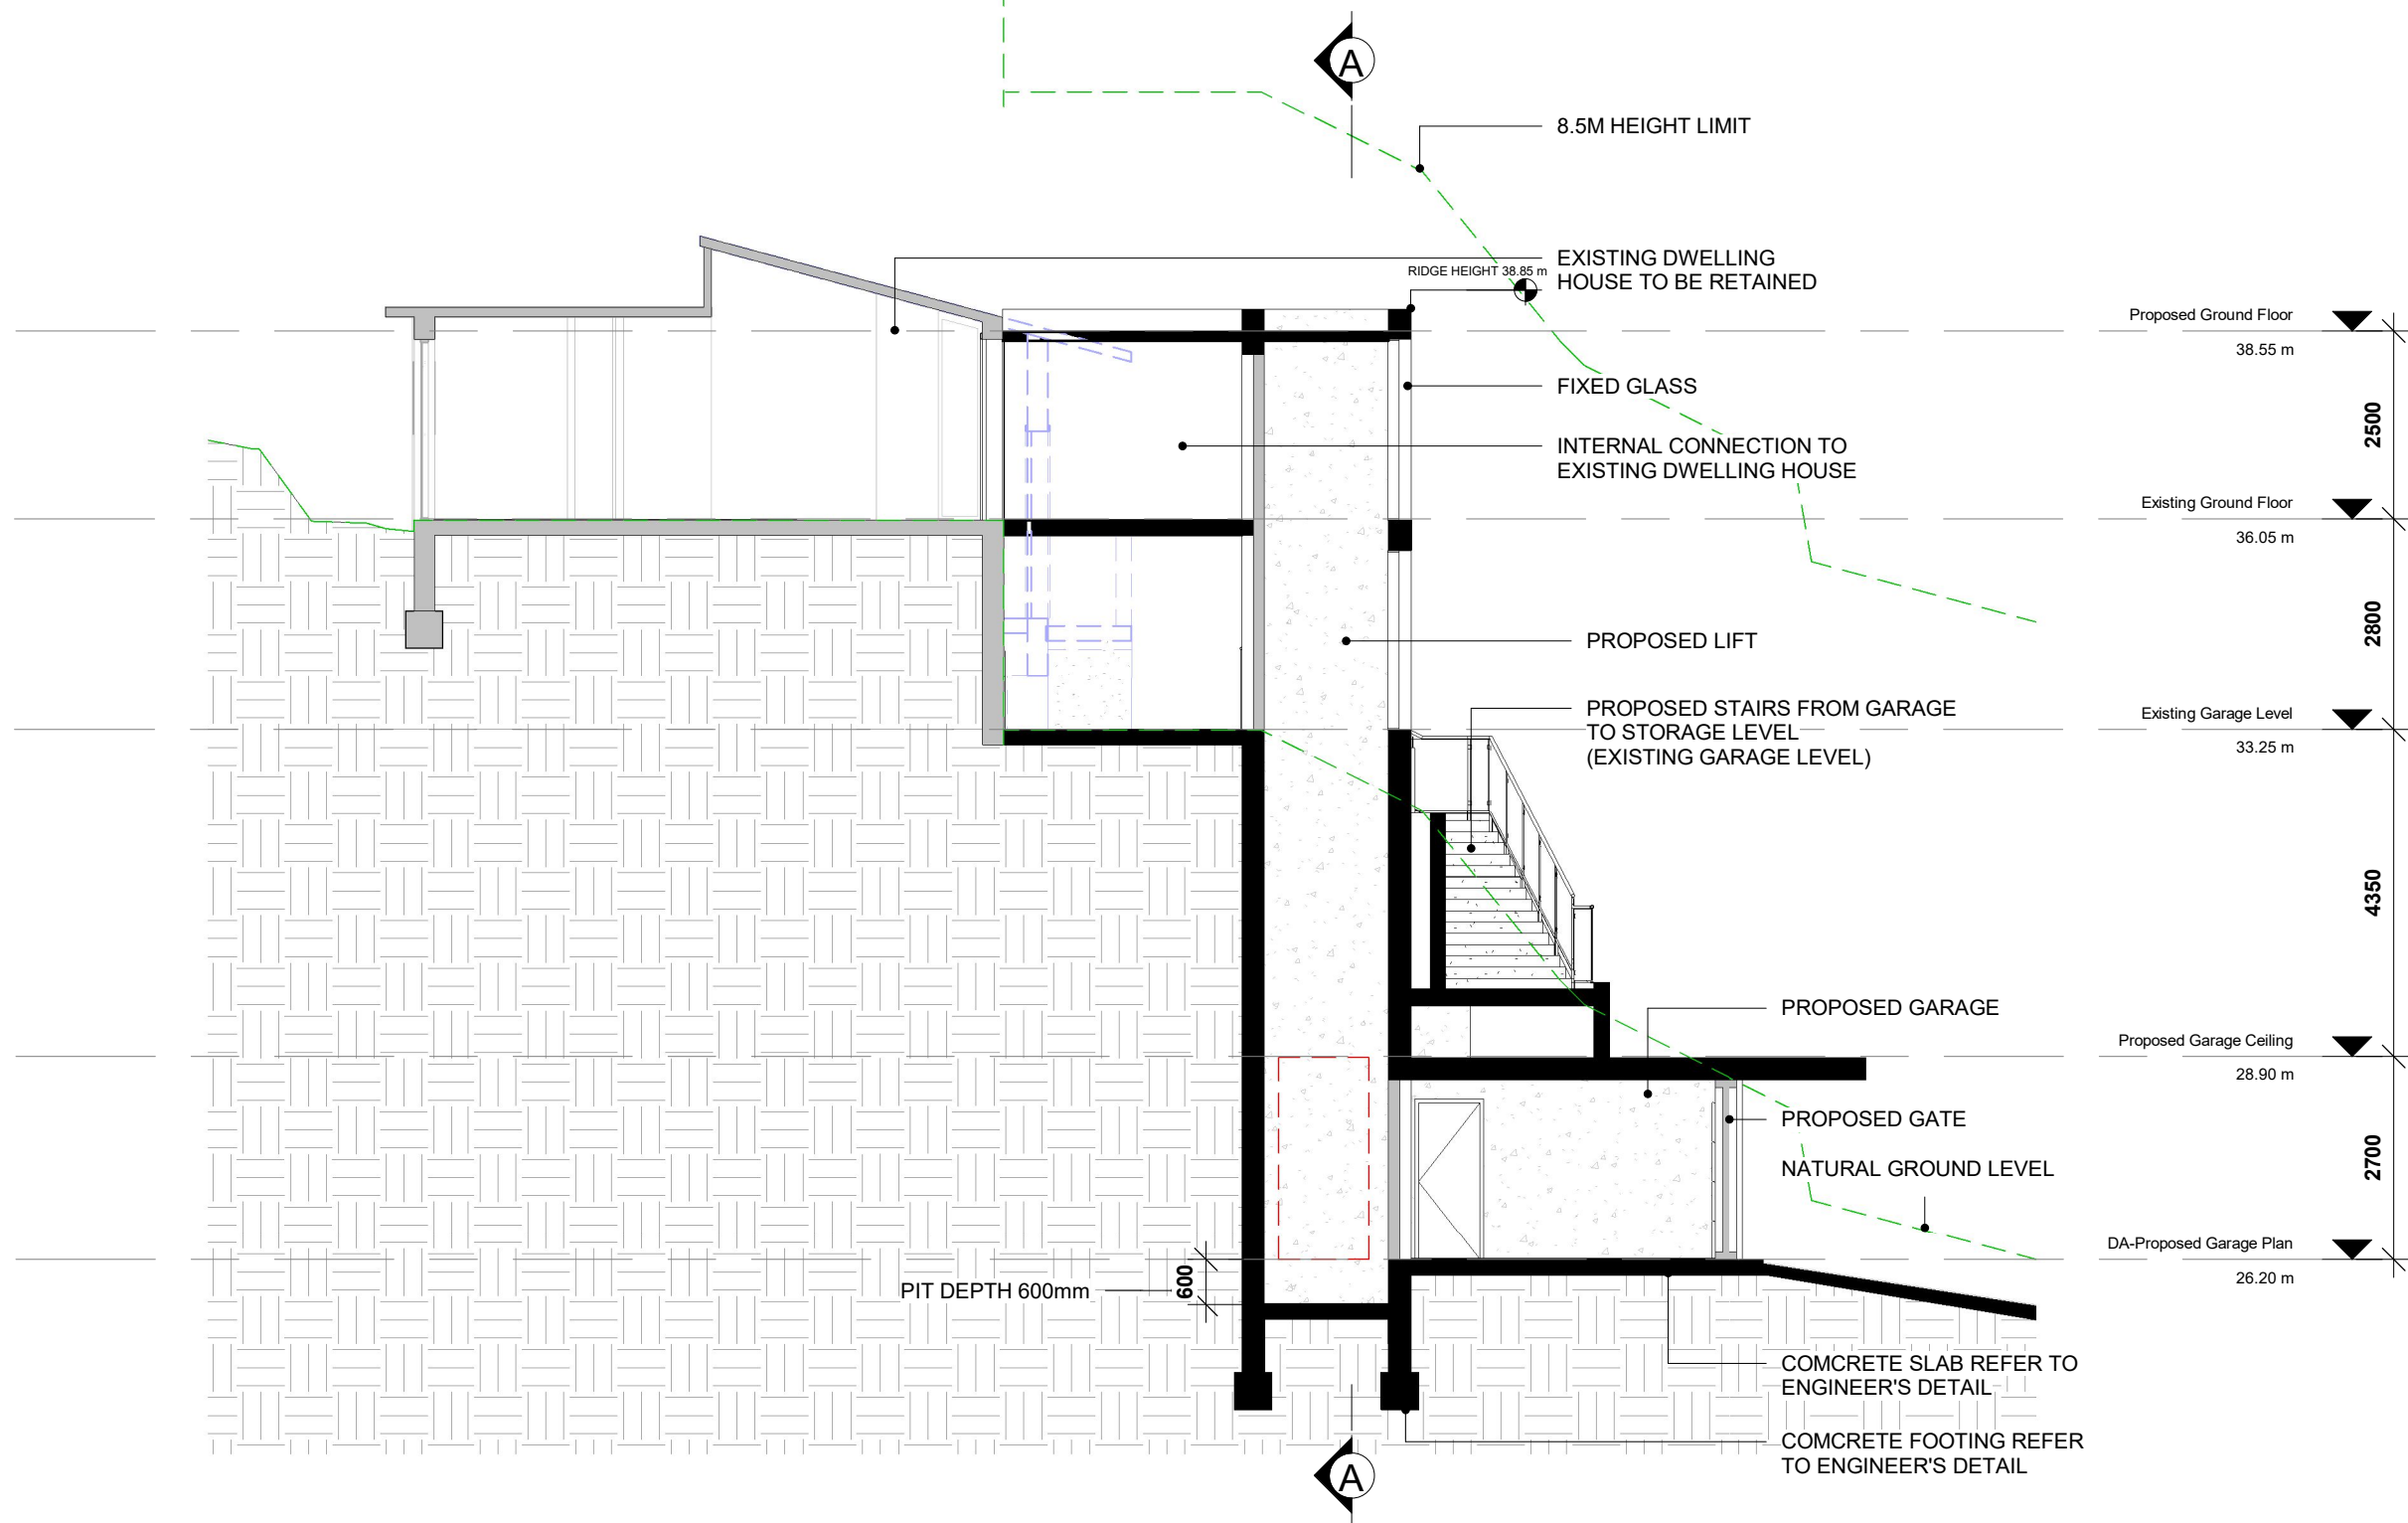 A
8.5M HEIGHT LIMIT
EXISTING DWELLING
HOUSE TO BE RETAINED
RIDGE HEIGHT 38.85 m
Proposed Ground Floor
38.55 m
FIXED GLASS
2500
INTERNAL CONNECTION TO
EXISTING DWELLING HOUSE
Existing Ground Floor
36.05 m
2800
PROPOSED LIFT
PROPOSED STAIRS FROM GARAGE
TO STORAGE LEVEL
(EXISTING GARAGE LEVEL)
Existing Garage Level
33.25 m
4350
PROPOSED GARAGE
Proposed Garage Ceiling
28.90 m
PROPOSED GATE
2700
NATURAL GROUND LEVEL
DA-Proposed Garage Plan
26.20 m
600
PIT DEPTH 600mm
COMCRETE SLAB REFER TO
ENGINEER'S DETAIL
COMCRETE FOOTING REFER
TO ENGINEER'S DETAIL
A